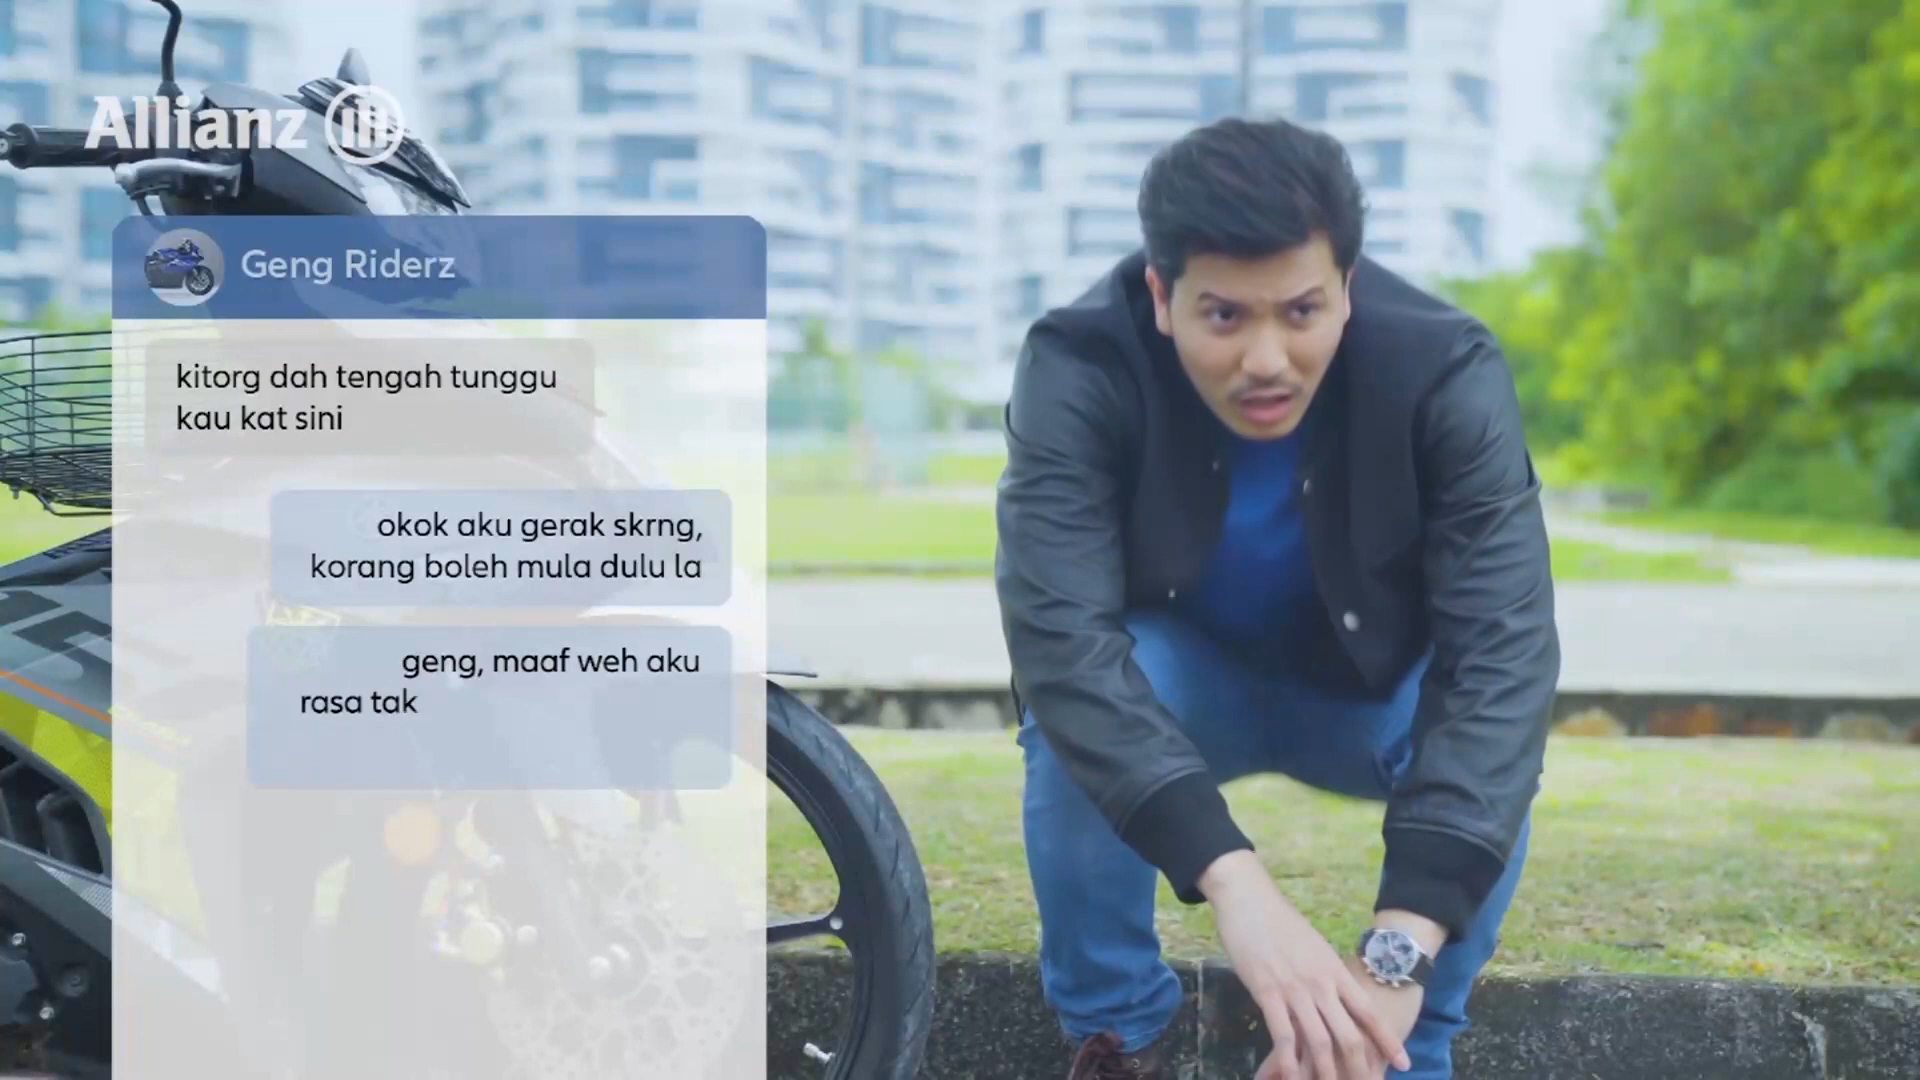 Allianz
Geng Riderz
kitorg dah tengah tunggu
kau kat sini
okok aku gerak skrng,
korang boleh mula dulu la
geng, maaf weh aku
rasa tak